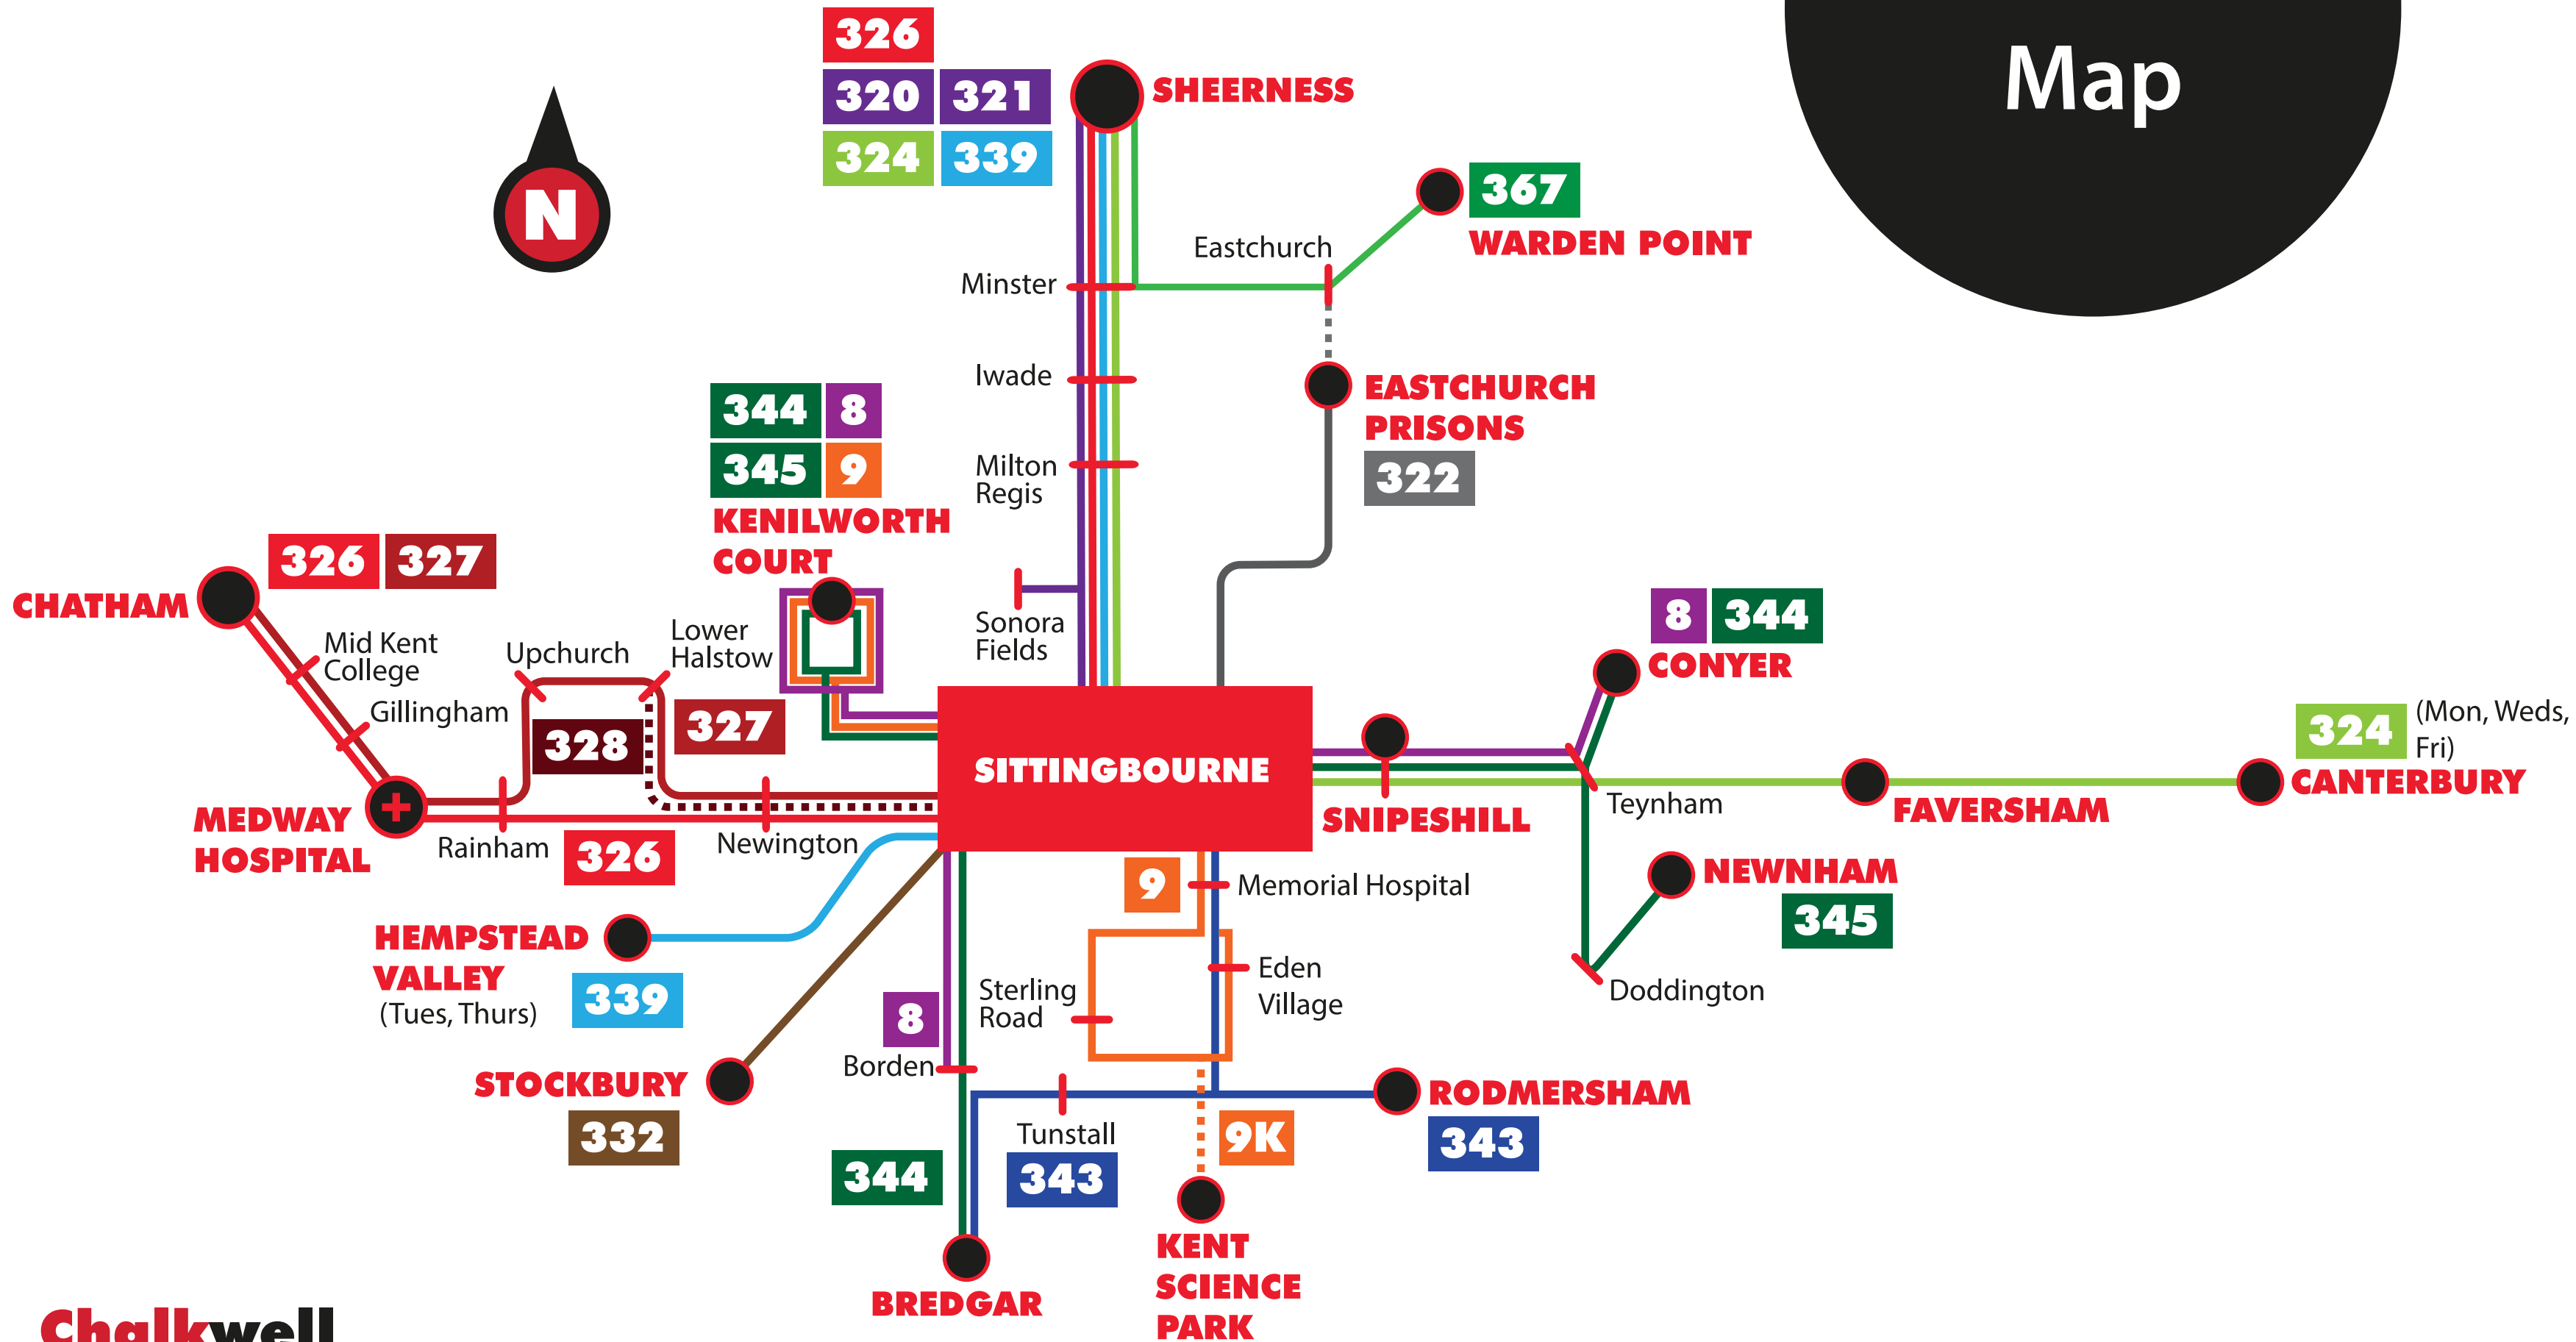 Map
326
320 321
324 339
SHEERNESS
N
367
WARDEN POINT
Eastchurch
Minster
Iwade
Milton
Regis
EASTCHURCH
PRISONS
322
344 8
345 9
KENILWORTH
COURT
Sonora
Fields
326 327
CHATHAM
Mid Kent
College
Gillingham
Upchurch
Lower
Halstow
328
327
MEDWAY
HOSPITAL
Rainham
326
Newington
SITTINGBOURNE
SNIPESHILL
8 344
CONYER
Teynham
FAVERSHAM
324 (Mon, Weds,
Fri)
CANTERBURY
NEWNHAM
345
Doddington
HEMPSTEAD
VALLEY
(Tues, Thurs)
339
STOCKBURY
332
8
Borden
9
Memorial Hospital
Sterling
Road
Eden
Village
RODMERSHAM
343
Tunstall
343
9K
344
BREDGAR
KENT
SCIENCE
PARK
Chalkwell